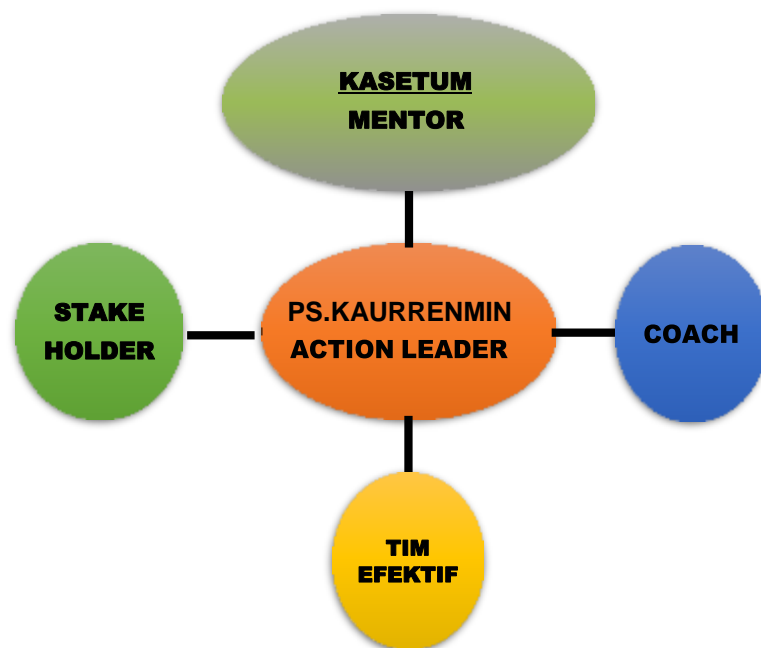 KASETUM
MENTOR
STAKE
HOLDER
PS.KAURRENMIN
ACTION LEADER
COACH
TIM
EFEKTIF